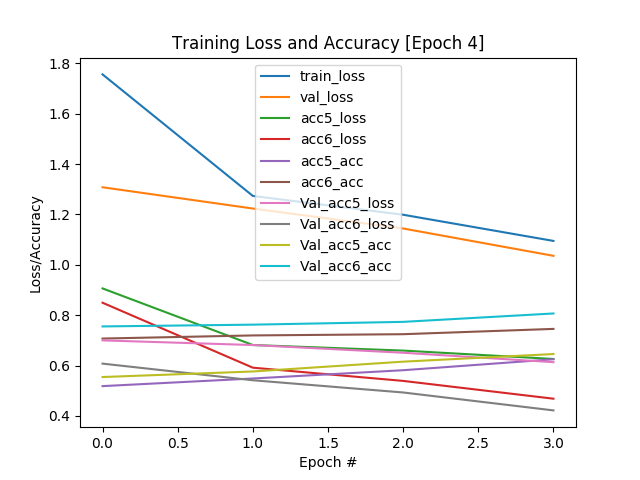 Training Loss and Accuracy [Epoch 4]
1.8
1.6
1.4
1.2
1.0
0.8
0.6
0.4
Loss/Accuracy
train_loss
val_loss
acc5_loss
acc6_loss
acc5_acc
acc6_acc
Val_acc5_loss
Val_acc6_loss
Val_acc5_acc
Val_acc6_acc
0.0 0.5 1.0 1.5 2.0 2.5 3.0
Epoch #